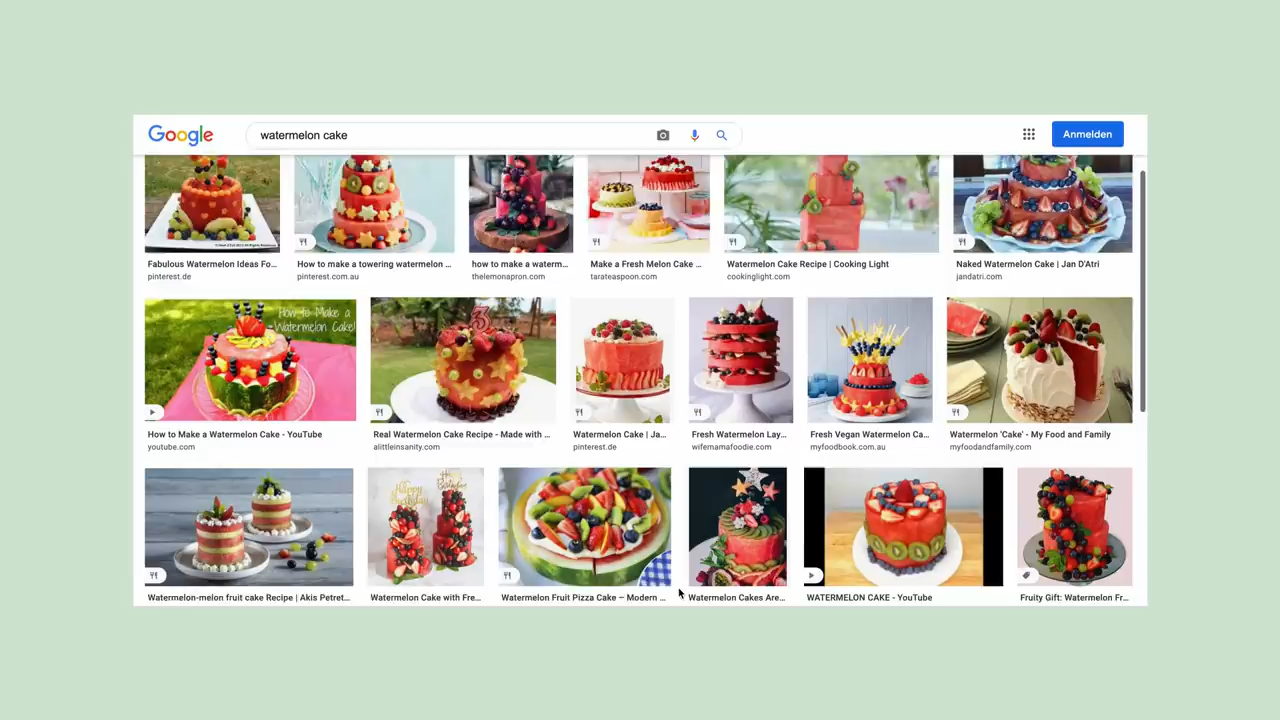 Google
watermelon cake
Anmelden
Fabulous Watermelon Ideas Fo...
pinterest.de
How to make a towering watermelon ...
pinterest.com.au
how to make a waterm...
thelemonapron.com
Make a Fresh Melon Cake ...
tarateaspoon.com
Watermelon Cake Recipe | Cooking Light
cookinglight.com
Naked Watermelon Cake | Jan D'Atri
jandatri.com
How to Make a
Watermelon Cake!
3
How to Make a Watermelon Cake - YouTube
youtube.com
Real Watermelon Cake Recipe - Made with ...
alittleinsanity.com
Watermelon Cake | Ja...
pinterest.de
Fresh Watermelon Lay...
wifemamafoodie.com
Fresh Vegan Watermelon Ca...
myfoodbook.com.au
Watermelon 'Cake' - My Food and Family
myfoodandfamily.com
Happy
Birthday
Watermelon-melon fruit cake Recipe | Akis Petret...
Watermelon Cake with Fre...
Watermelon Fruit Pizza Cake – Modern ...
Watermelon Cakes Are...
WATERMELON CAKE - YouTube
Fruity Gift: Watermelon Fr...